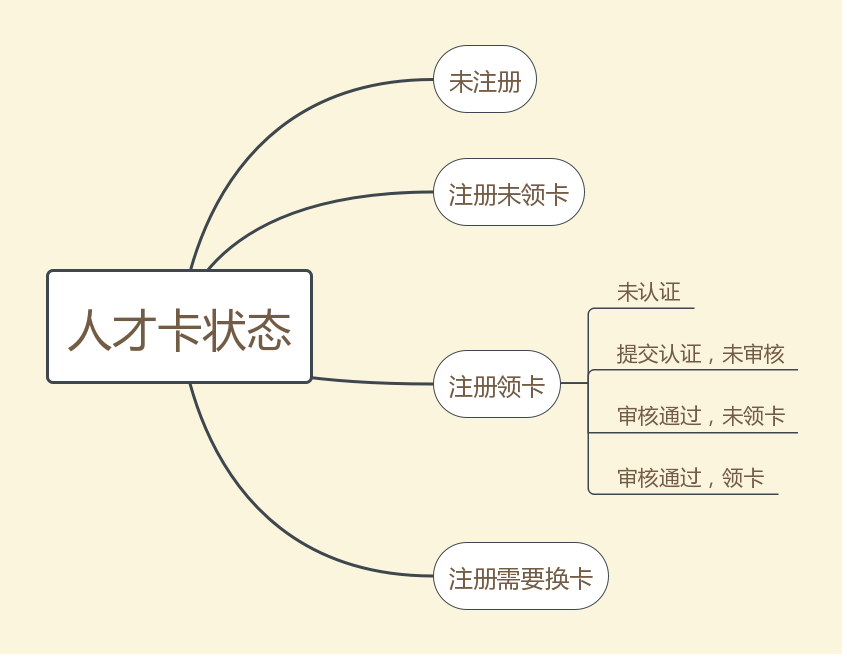 人才卡状态
未注册
注册未领卡
注册领卡
未认证
提交认证，未审核
审核通过，未领卡
审核通过，领卡
注册需要换卡